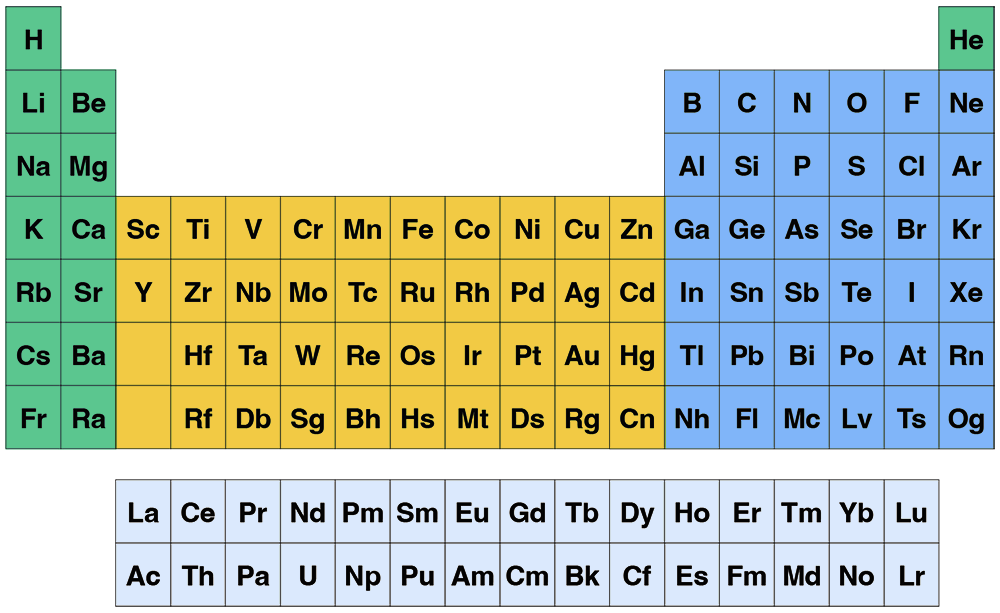 H He
Li Be B C N O F Ne
Na Mg Al Si P S Cl Ar
K Ca Sc Ti V Cr Mn Fe Co Ni Cu Zn Ga Ge As Se Br Kr
Rb Sr Y Zr Nb Mo Tc Ru Rh Pd Ag Cd In Sn Sb Te I Xe
Cs Ba Hf Ta W Re Os Ir Pt Au Hg Tl Pb Bi Po At Rn
Fr Ra Rf Db Sg Bh Hs Mt Ds Rg Cn Nh Fl Mc Lv Ts Og
La Ce Pr Nd Pm Sm Eu Gd Tb Dy Ho Er Tm Yb Lu
Ac Th Pa U Np Pu Am Cm Bk Cf Es Fm Md No Lr